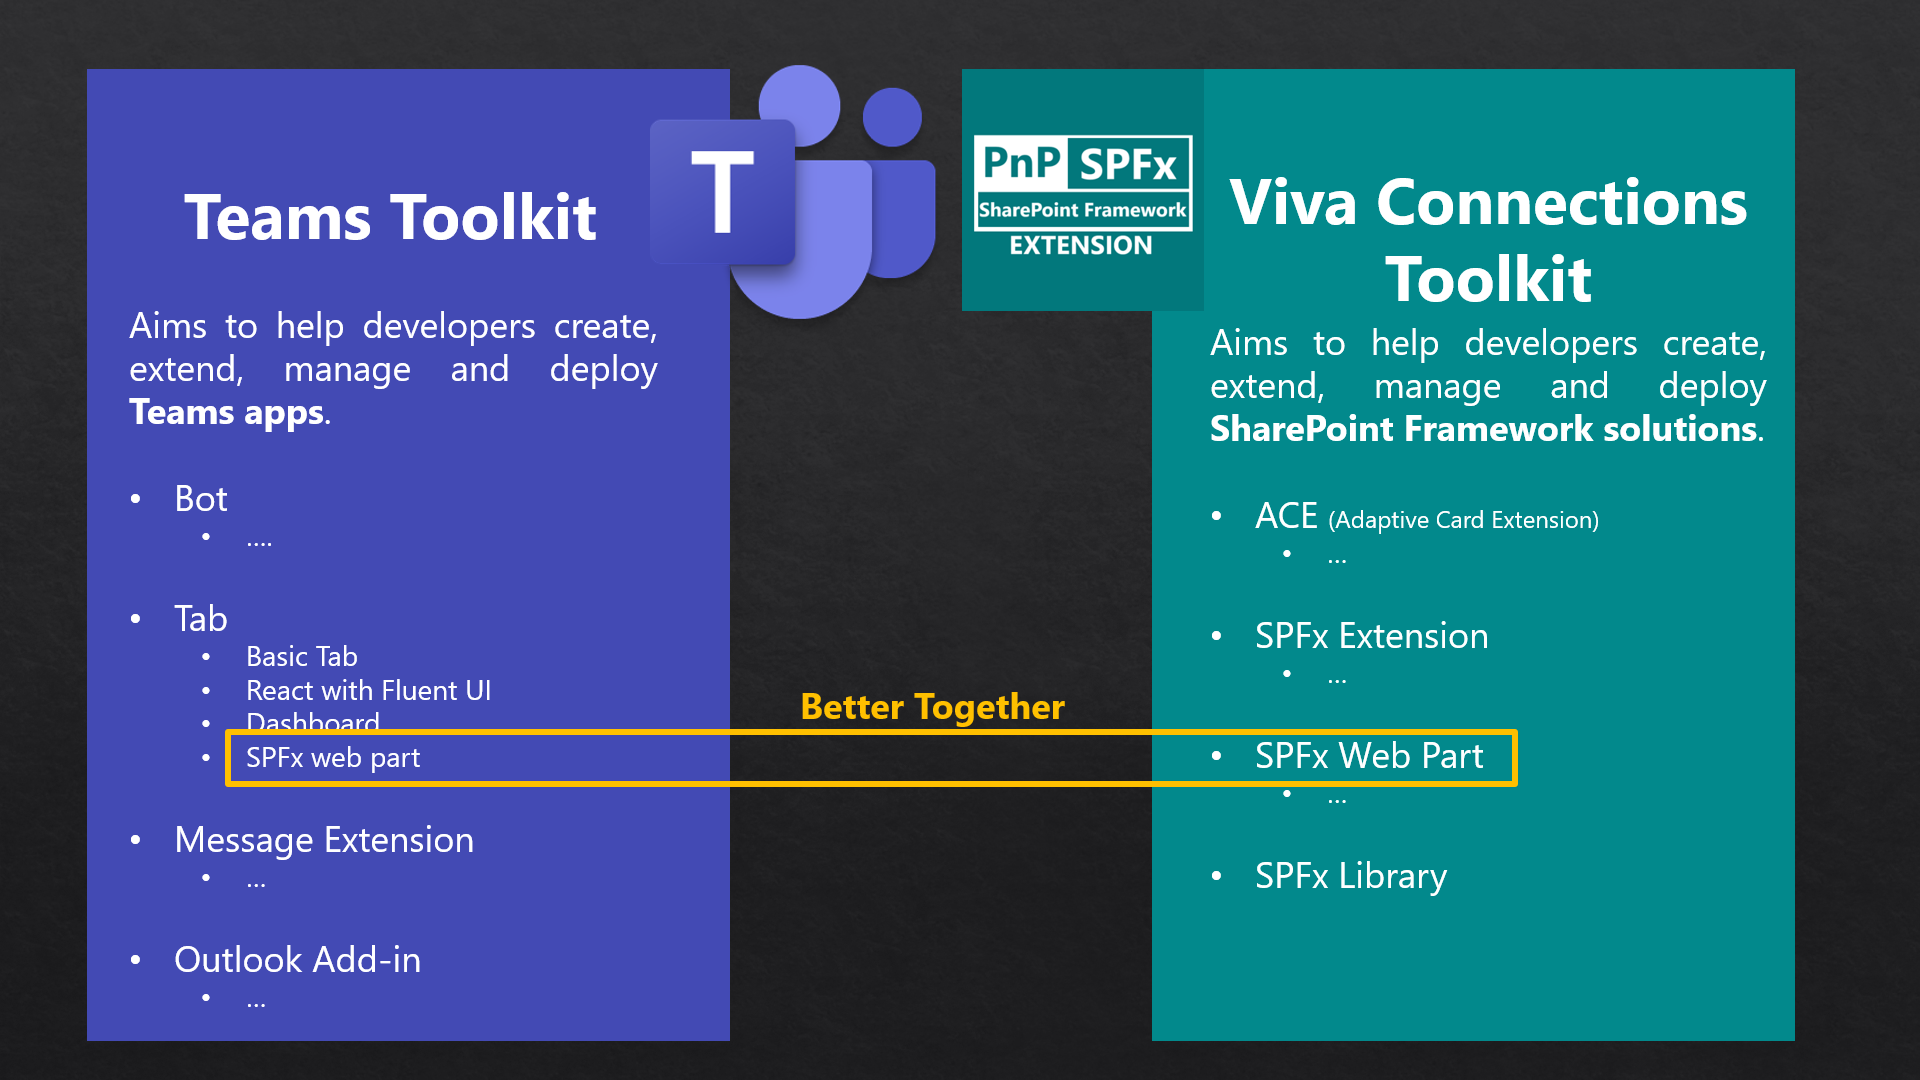 Teams Toolkit
Aims to help developers create,
extend, manage and deploy
Teams apps.
• Bot
• ....
• Tab
• Basic Tab
• React with Fluent UI
• Dashboard
• SPFx web part
• Message Extension
• ...
• Outlook Add-in
• ...
T
Better Together
PnP SPFx
SharePoint Framework
EXTENSION
Viva Connections
Toolkit
Aims to help developers create,
extend, manage and deploy
SharePoint Framework solutions.
• ACE (Adaptive Card Extension)
• ...
• SPFx Extension
• ...
• SPFx Web Part
• ...
• SPFx Library